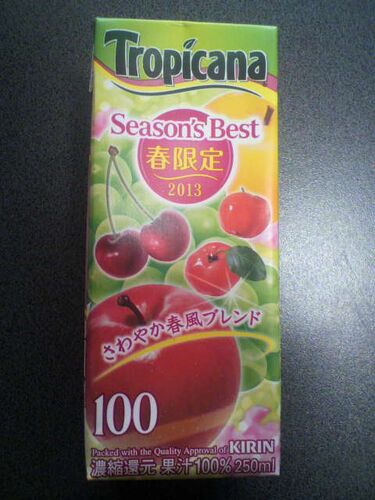 Tropicana
Season's Best
春限定
2013
さわやか春風ブレンド
100
Packed with the Quality Approval of KIRIN
濃縮還元 果汁100% 250ml